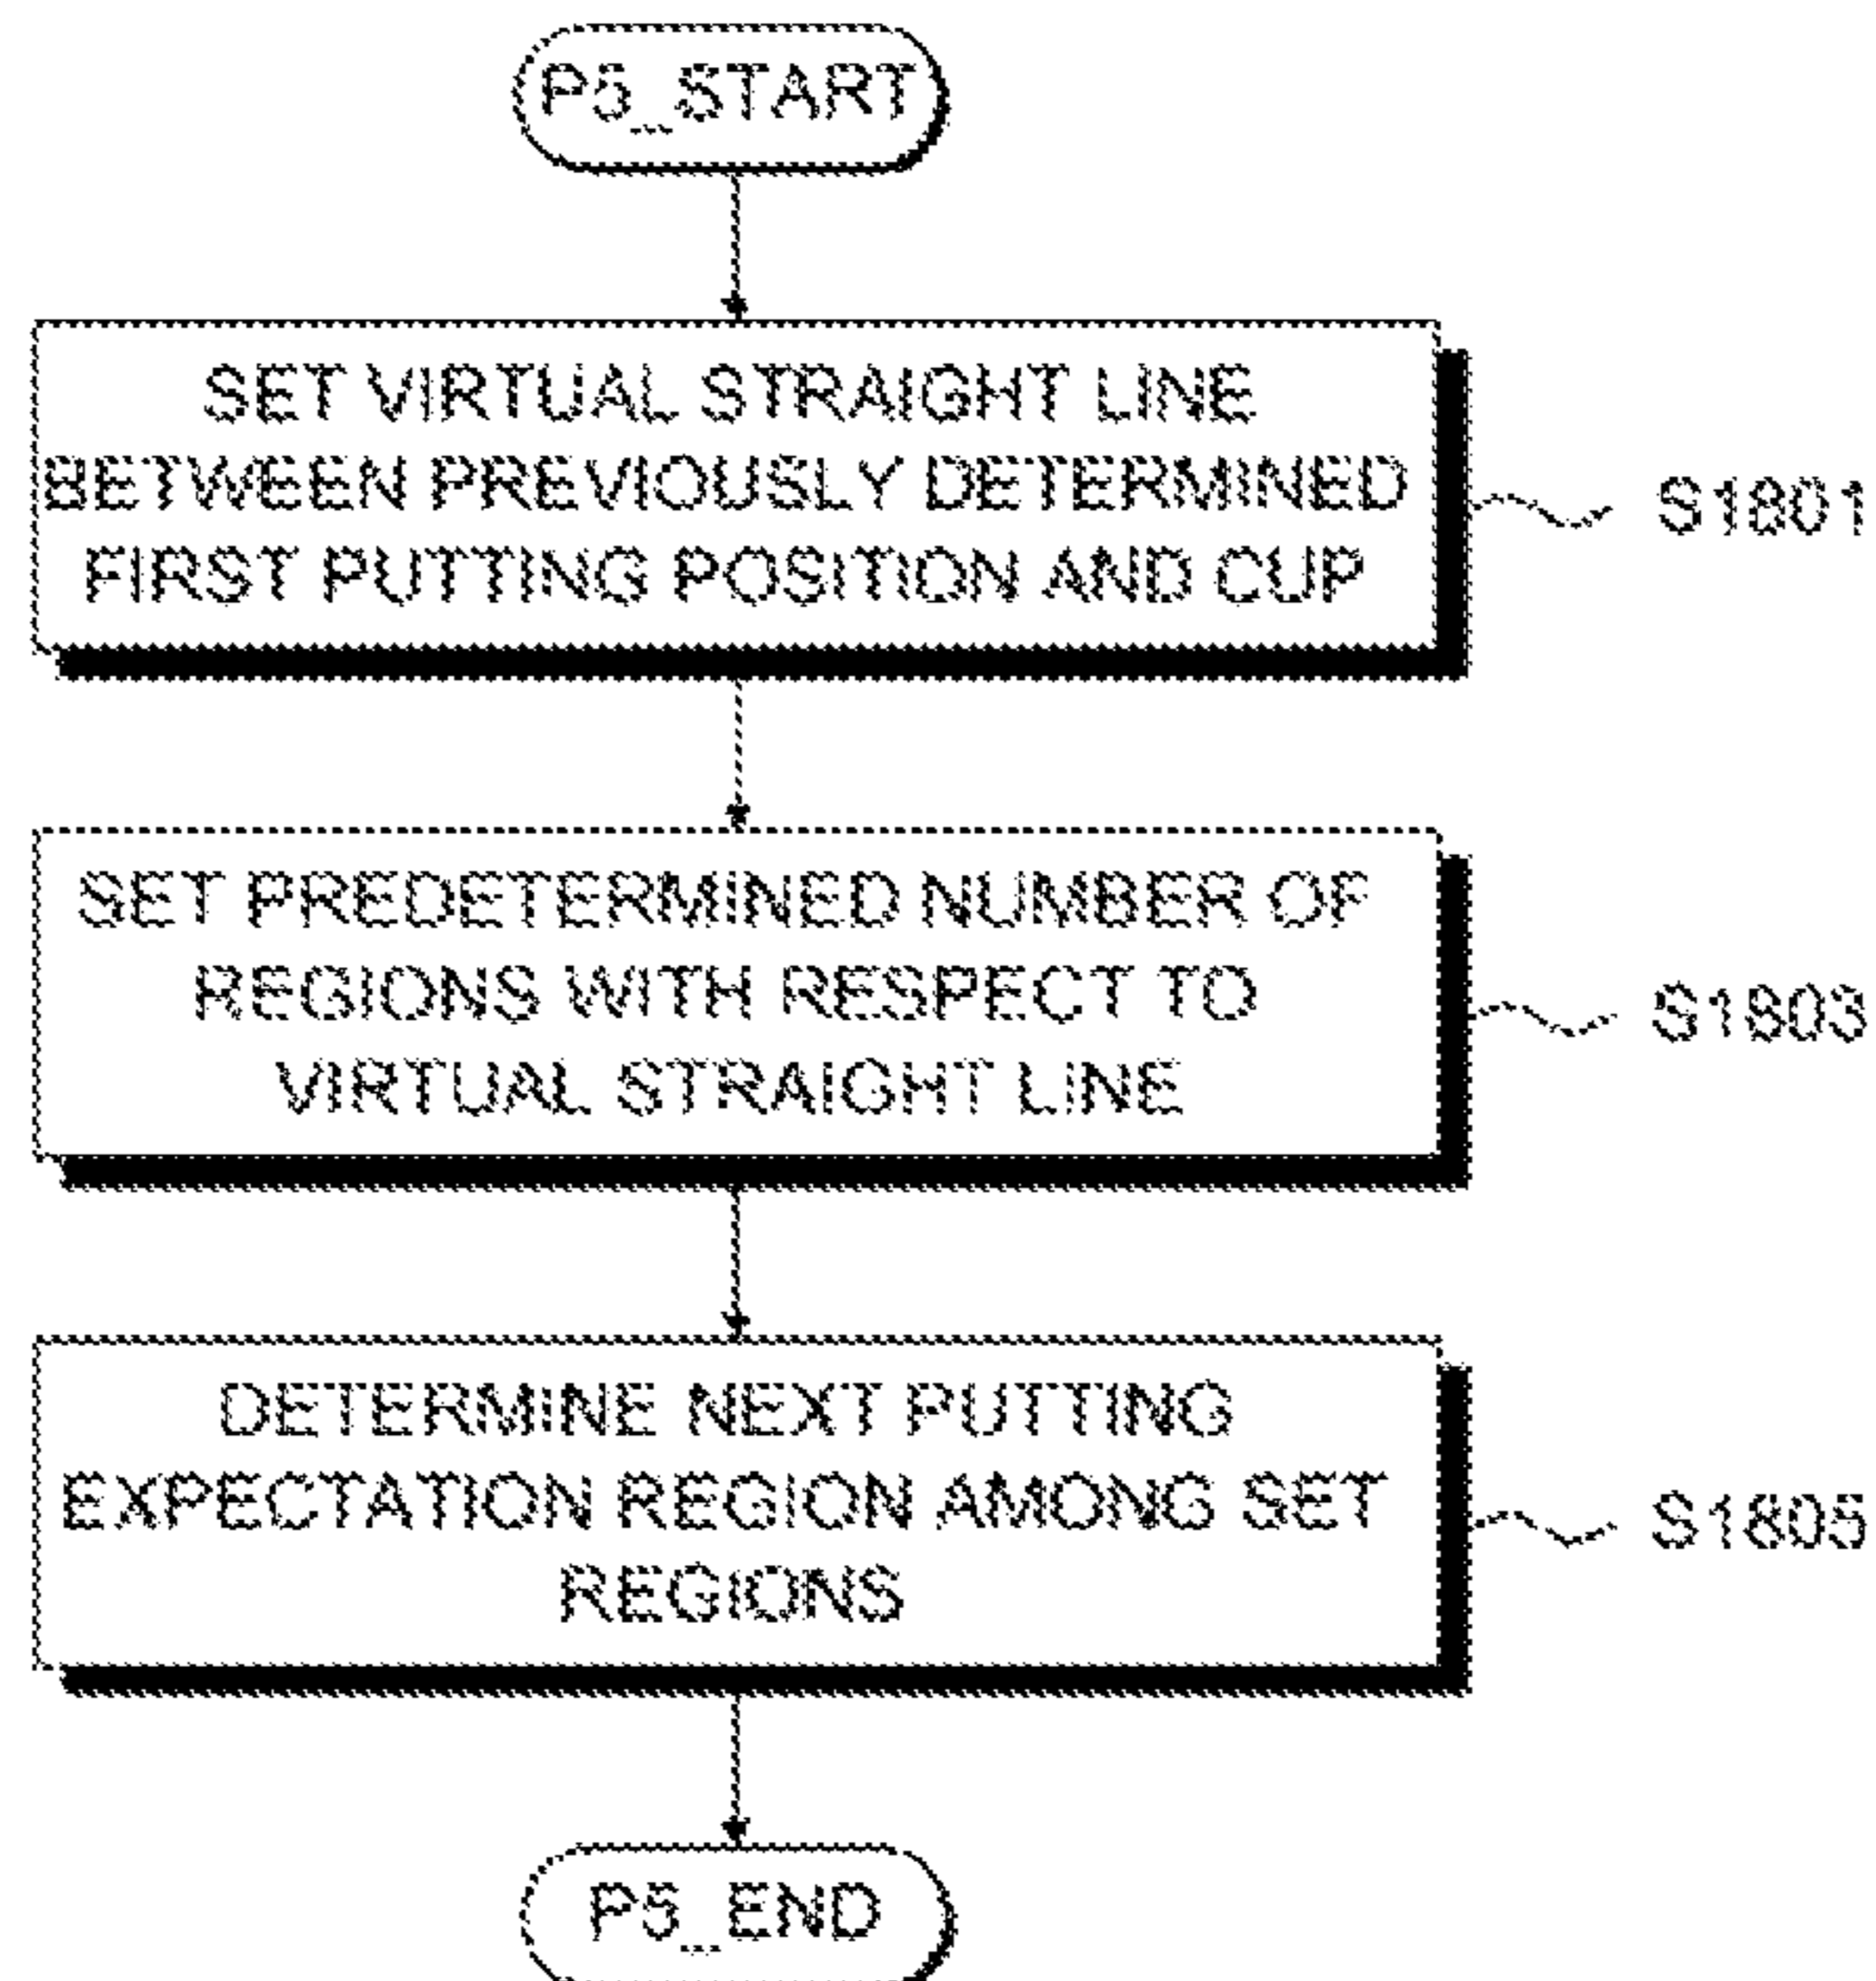 P5_START
SET VIRTUAL STRAIGHT LINE
BETWEEN PREVIOUSLY DETERMINED
FIRST PUTTING POSITION AND CUP
S1801
SET PREDETERMINED NUMBER OF
REGIONS WITH RESPECT TO
VIRTUAL STRAIGHT LINE
S1803
DETERMINE NEXT PUTTING
EXPECTATION REGION AMONG SET
REGIONS
S1805
P5_END